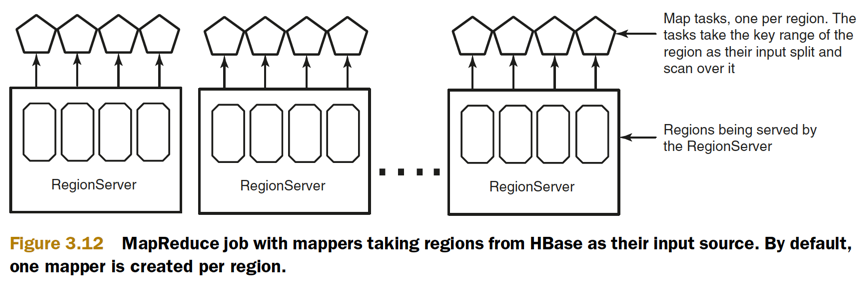 Map tasks, one per region. The
tasks take the key range of the
region as their input split and
scan over it
Regions being served by
the RegionServer
RegionServer
RegionServer
RegionServer
Figure 3.12 MapReduce job with mappers taking regions from HBase as their input source. By default,
one mapper is created per region.